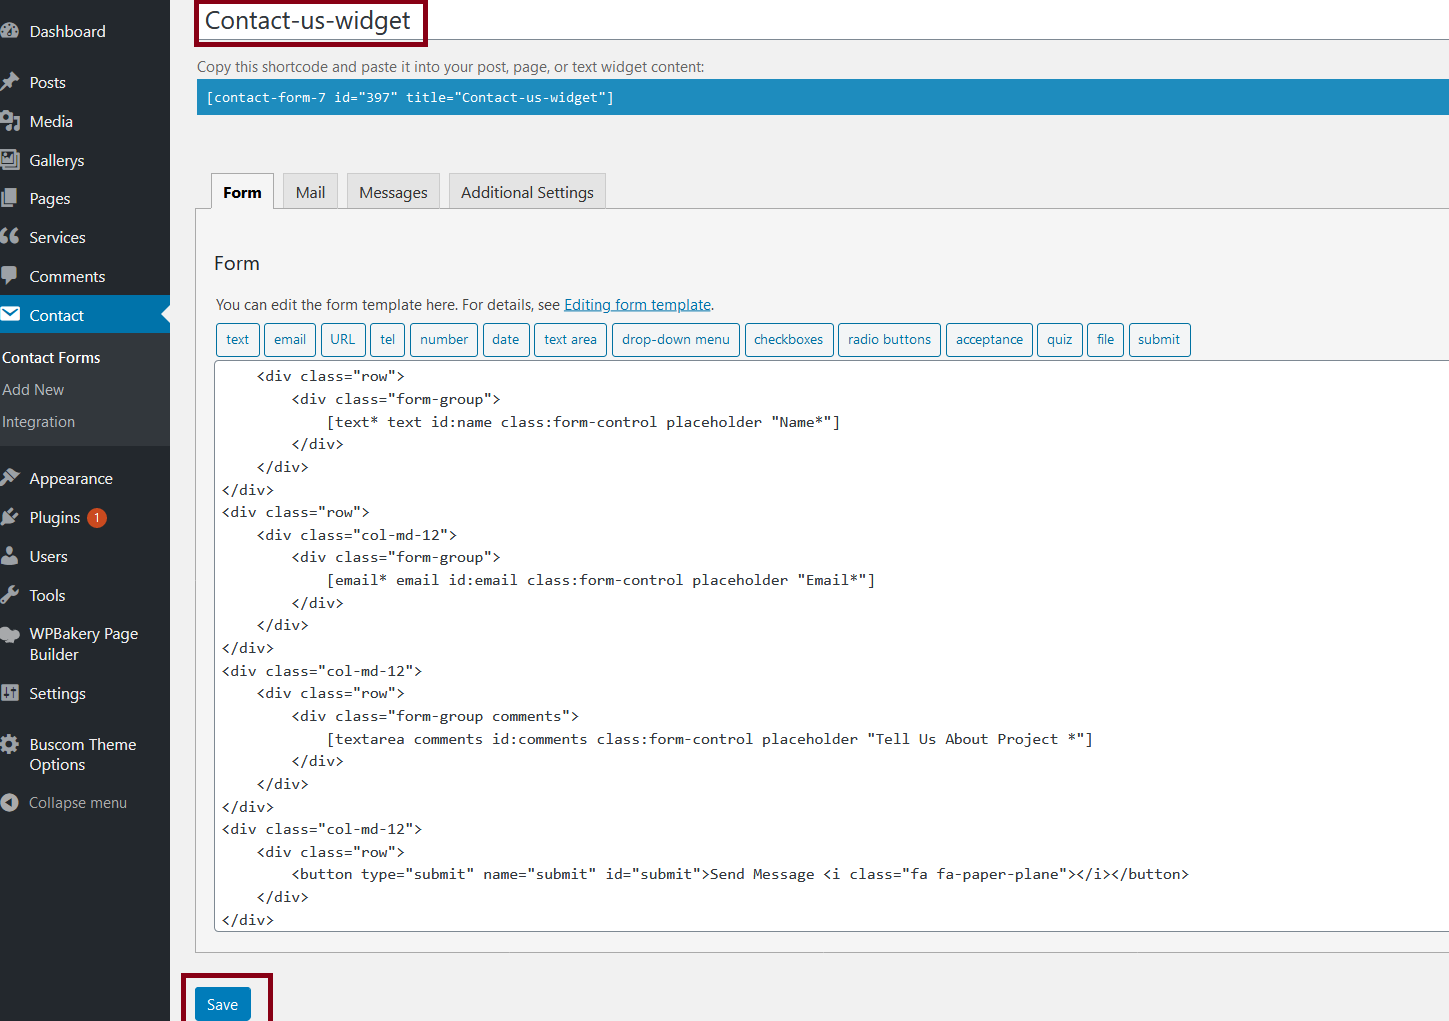 Dashboard
Posts
Media
Gallerys
Pages
Services
Comments
Contact
Contact Forms
Add New
Integration
Appearance
Plugins 1
Users
Tools
WPBakery Page
Builder
Settings
Buscom Theme
Options
Collapse menu
Contact-us-widget
Copy this shortcode and paste it into your post, page, or text widget content:
[contact-form-7 id="397" title="Contact-us-widget"]
Form Mail Messages Additional Settings
Form
You can edit the form template here. For details, see Editing form template.
text email URL tel number date text area drop-down menu checkboxes radio buttons acceptance quiz file submit
    <div class="row">
        <div class="form-group">
            [text* text id:name class:form-control placeholder "Name*"]
        </div>
    </div>
</div>
<div class="row">
    <div class="col-md-12">
        <div class="form-group">
            [email* email id:email class:form-control placeholder "Email*"]
        </div>
    </div>
</div>
<div class="col-md-12">
    <div class="row">
        <div class="form-group comments">
            [textarea comments id:comments class:form-control placeholder "Tell Us About Project *"]
        </div>
    </div>
</div>
<div class="col-md-12">
    <div class="row">
        <button type="submit" name="submit" id="submit">Send Message <i class="fa fa-paper-plane"></i></button>
    </div>
</div>
Save